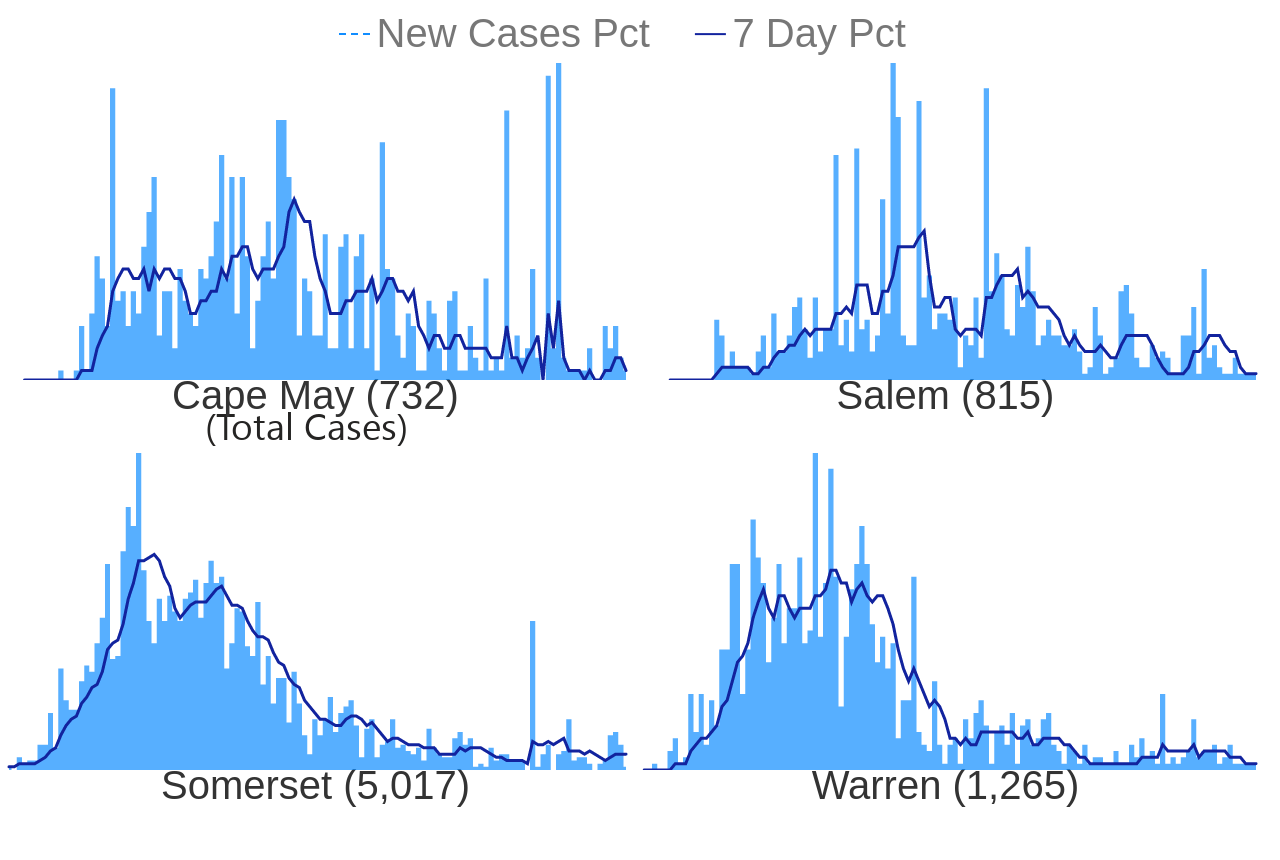 New Cases Pct 7 Day Pct
Cape May (732) Salem (815)
(Total Cases)
Somerset (5,017) Warren (1,265)